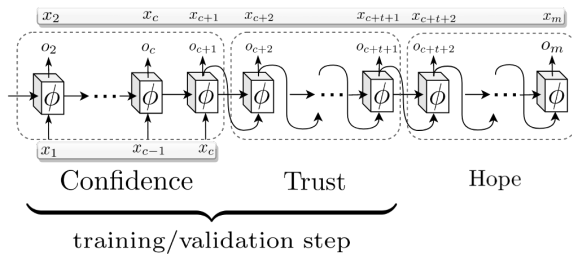 x_2 x_c x_{c+1} x_{c+2} x_{c+t+1} x_{c+t+2} x_m
o_2 o_c o_{c+1} o_{c+2} o_{c+t+1} o_{c+t+2} o_m
ϕ ... ϕ ϕ ϕ ... ϕ ϕ ... ϕ
x_1 x_{c-1} x_c
Confidence Trust Hope
training/validation step